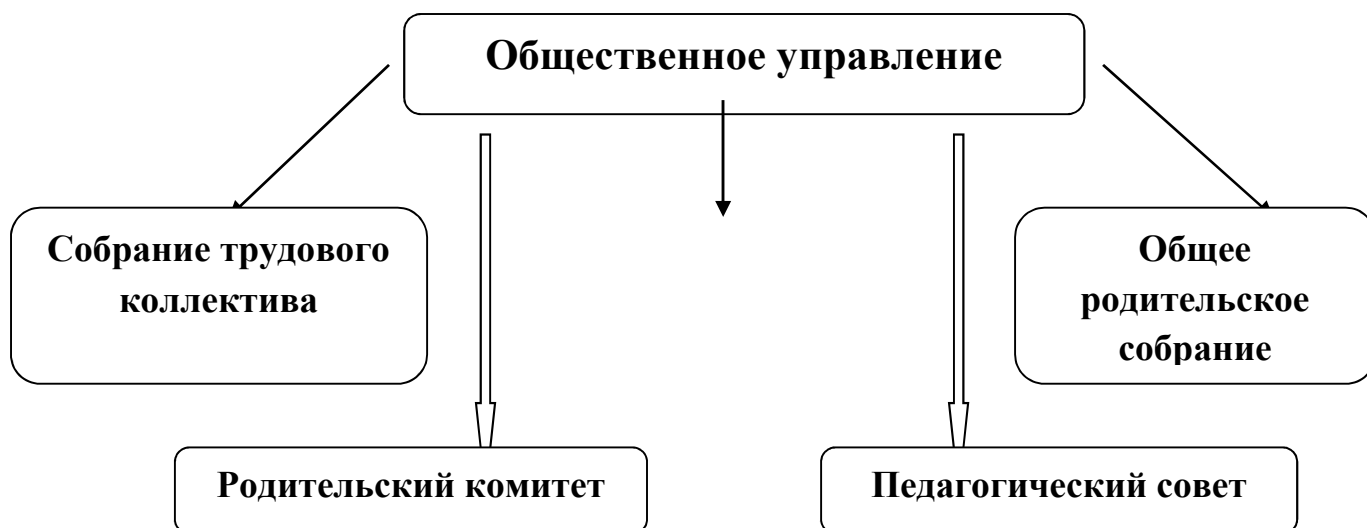 Общественное управление
Собрание трудового
коллектива
Общее
родительское
собрание
Родительский комитет
Педагогический совет